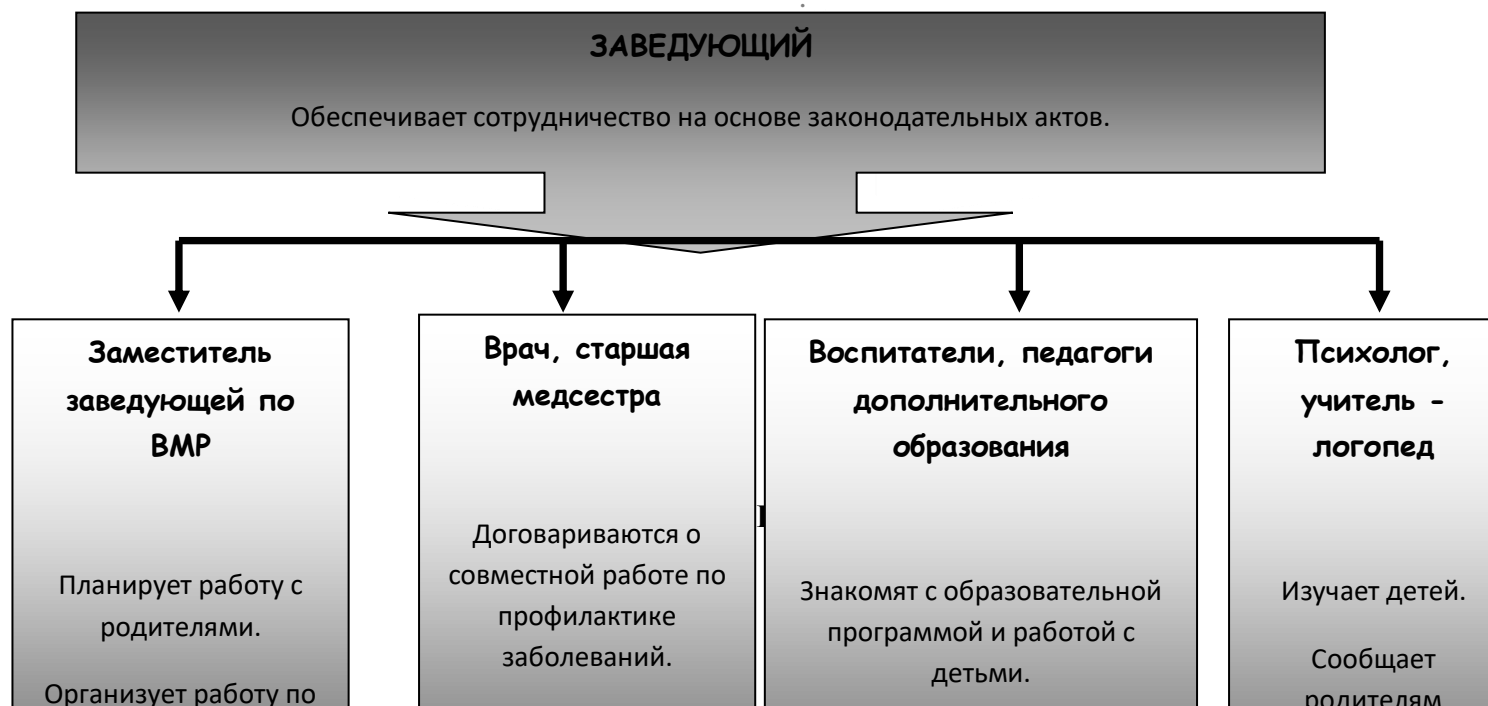 ЗАВЕДУЮЩИЙ
Обеспечивает сотрудничество на основе законодательных актов.
Заместитель
заведующей по
ВМР
Планирует работу с
родителями.
Организует работу по
Врач, старшая
медсестра
Договариваются о
совместной работе по
профилактике
заболеваний.
Воспитатели, педагоги
дополнительного
образования
Знакомят с образовательной
программой и работой с
детьми.
Психолог,
учитель -
логопед
Изучает детей.
Сообщает
родителям